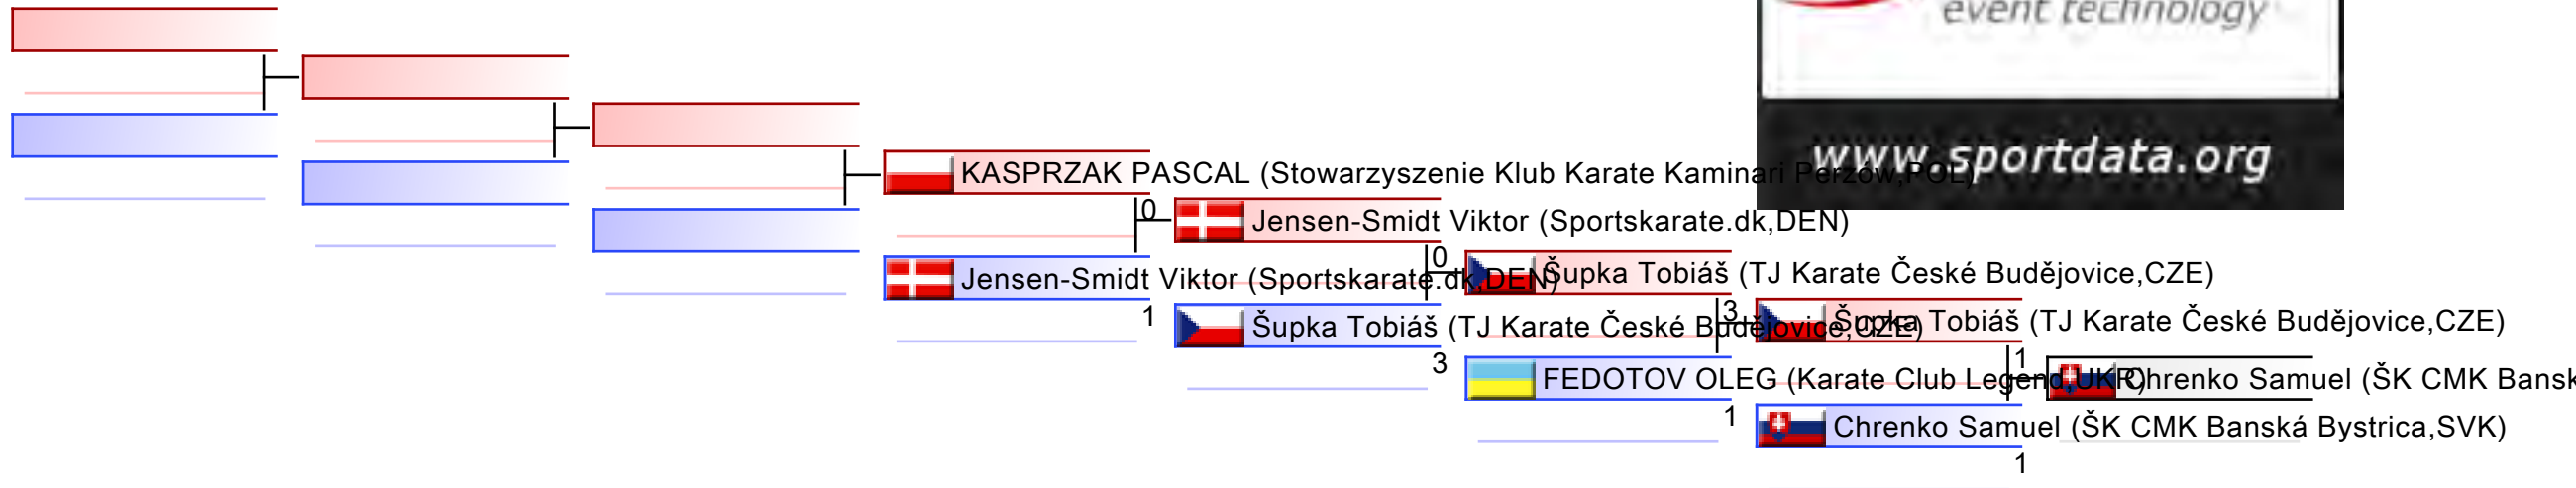 event technology
www.sportdata.org
KASPRZAK PASCAL (Stowarzyszenie Klub Karate Kaminari Perzów,POL)
0
Jensen-Smidt Viktor (Sportskarate.dk,DEN)
Jensen-Smidt Viktor (Sportskarate.dk,DEN)
1
0
Šupka Tobiáš (TJ Karate České Budějovice,CZE)
Šupka Tobiáš (TJ Karate České Budějovice,CZE)
3
3
Šupka Tobiáš (TJ Karate České Budějovice,CZE)
FEDOTOV OLEG (Karate Club Legend,UKR)
1
1
Chrenko Samuel (ŠK CMK Bansk
Chrenko Samuel (ŠK CMK Banská Bystrica,SVK)
1